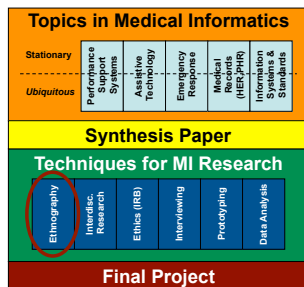 Topics in Medical Informatics
Stationary
Ubiquitous
Performance
Support
Systems
Assistive
Technology
Emergency
Response
Medical
Records
(HER,PHR)
Information
Systems &
Standards
Synthesis Paper
Techniques for MI Research
Ethnography
Interdisc.
Research
Ethics (IRB)
Interviewing
Prototyping
Data Analysis
Final Project